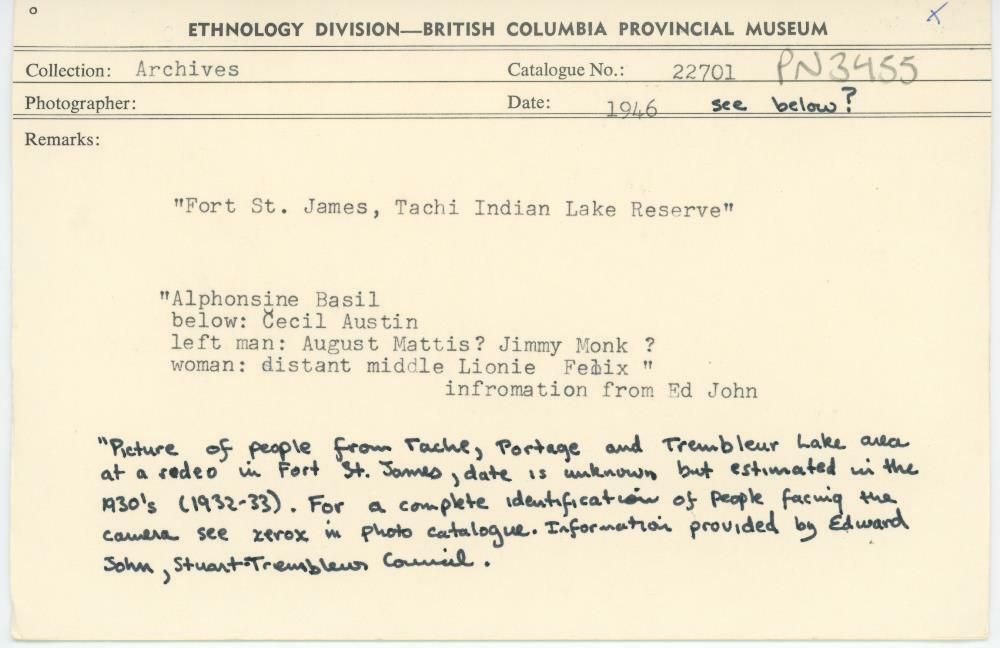 x
ETHNOLOGY DIVISION—BRITISH COLUMBIA PROVINCIAL MUSEUM
Collection: Archives Catalogue No.: 22701 PN3455
Photographer: Date: 1946 see below?
Remarks:
"Fort St. James, Tachi Indian Lake Reserve"
"Alphonsine Basil
below: Cecil Austin
left man: August Mattis? Jimmy Monk ?
woman: distant middle Lionie Felix "
infromation from Ed John
"Picture of people from Tache, Portage and Trembleur Lake area
at a rodeo in Fort St. James, date is unknown but estimated in the
1930's (1932-33). For a complete identification of people facing the
camera see xerox in photo catalogue. Information provided by Edward
John, Stuart-Trembleur Council.